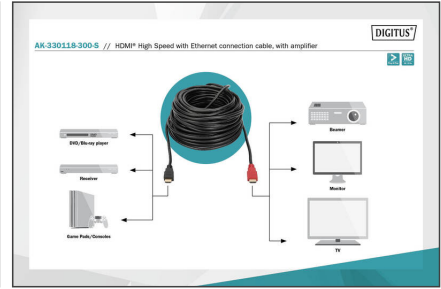 DIGITUS®
AK-330118-300-S // HDMI® High Speed with Ethernet connection cable, with amplifier
DVD/Blu-ray player
Receiver
Game Pads/Consoles
Beamer
Monitor
TV